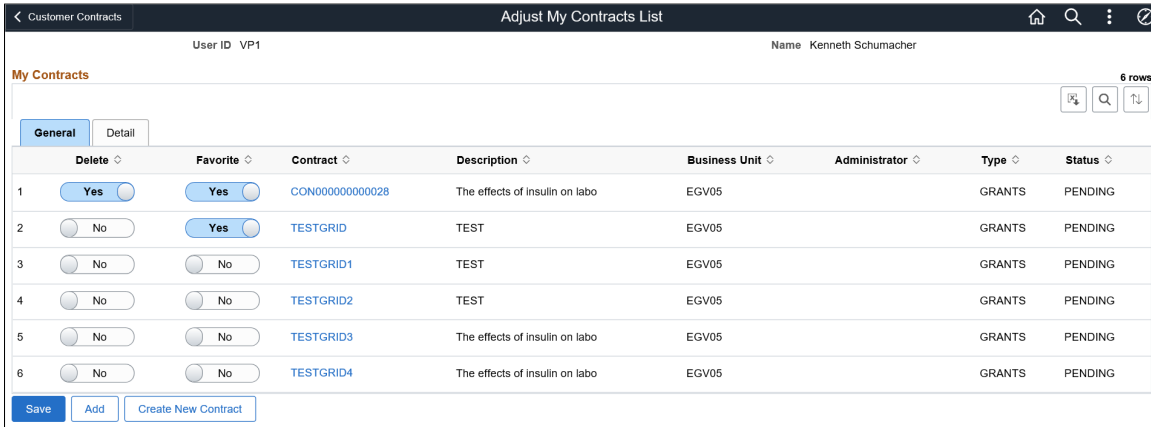 Customer Contracts Adjust My Contracts List
User ID VP1 Name Kenneth Schumacher
My Contracts
6 rows
General Detail
Delete Favorite Contract Description Business Unit Administrator Type Status
1 Yes Yes CON000000000028 The effects of insulin on labo EGV05 GRANTS PENDING
2 No Yes TESTGRID TEST EGV05 GRANTS PENDING
3 No No TESTGRID1 TEST EGV05 GRANTS PENDING
4 No No TESTGRID2 TEST EGV05 GRANTS PENDING
5 No No TESTGRID3 The effects of insulin on labo EGV05 GRANTS PENDING
6 No No TESTGRID4 The effects of insulin on labo EGV05 GRANTS PENDING
Save Add Create New Contract